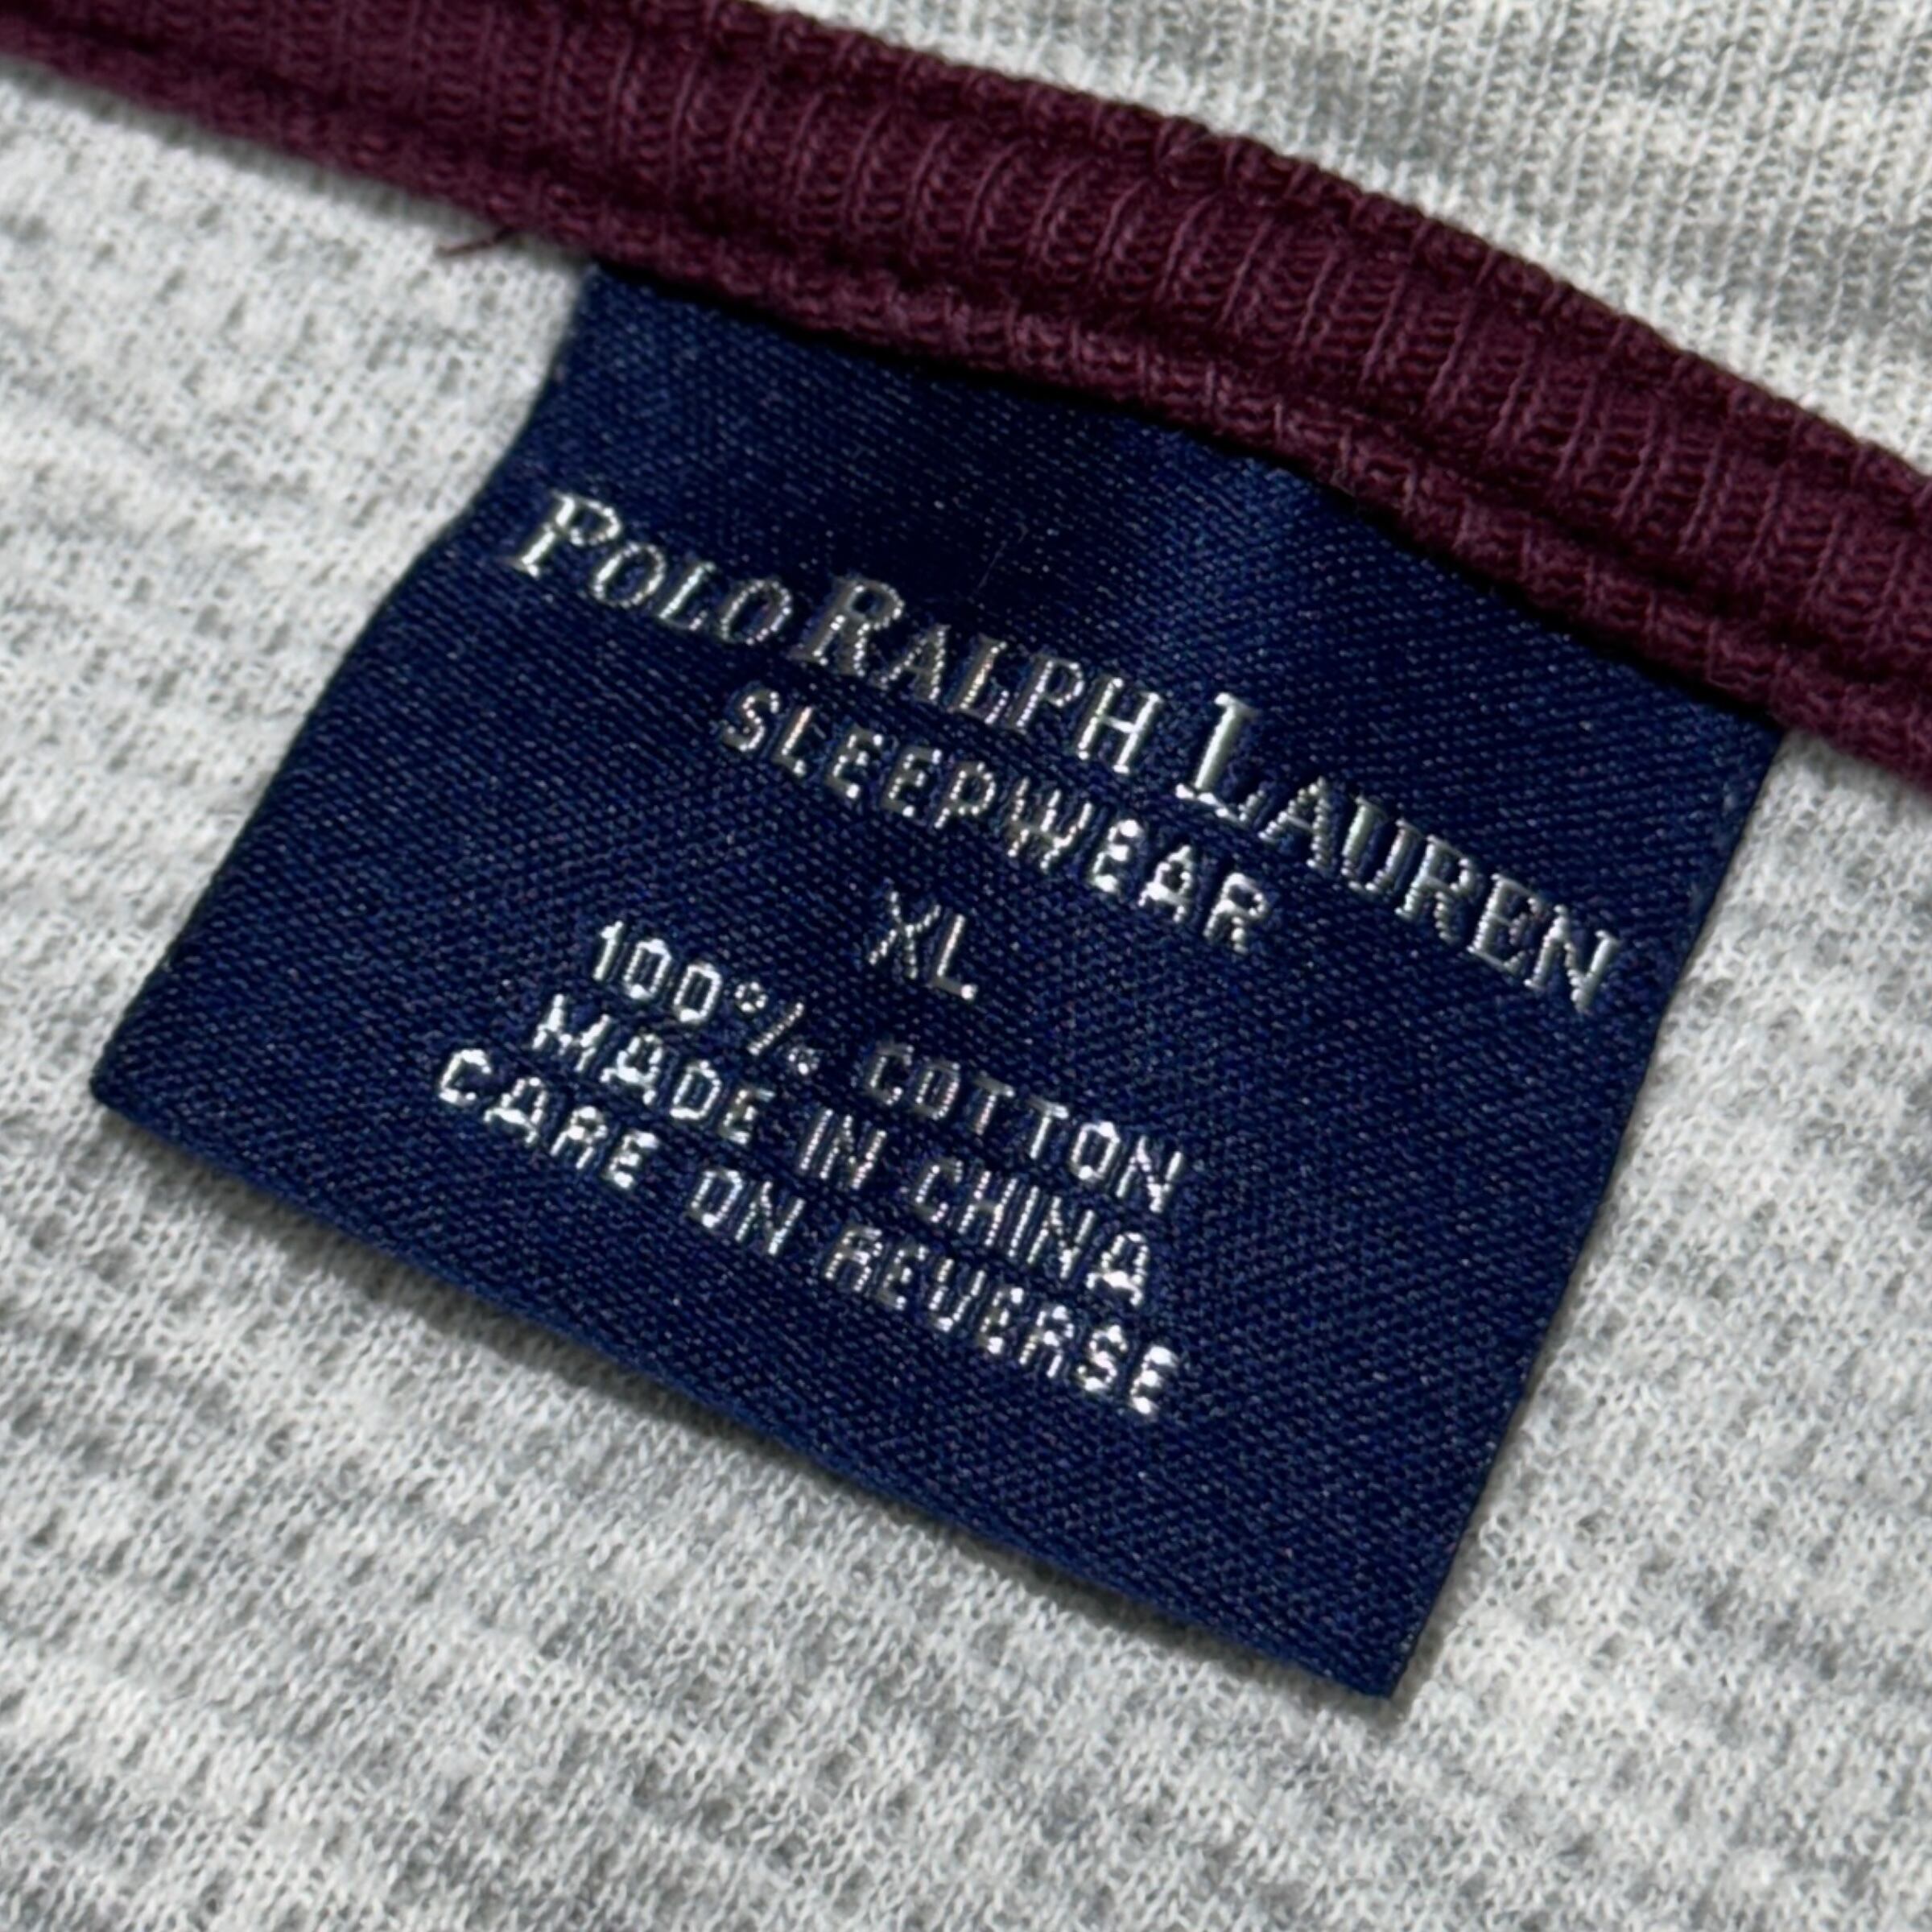 POLO RALPH LAUREN
SLEEPWEAR
XL
100% COTTON
MADE IN CHINA
CARE ON REVERSE